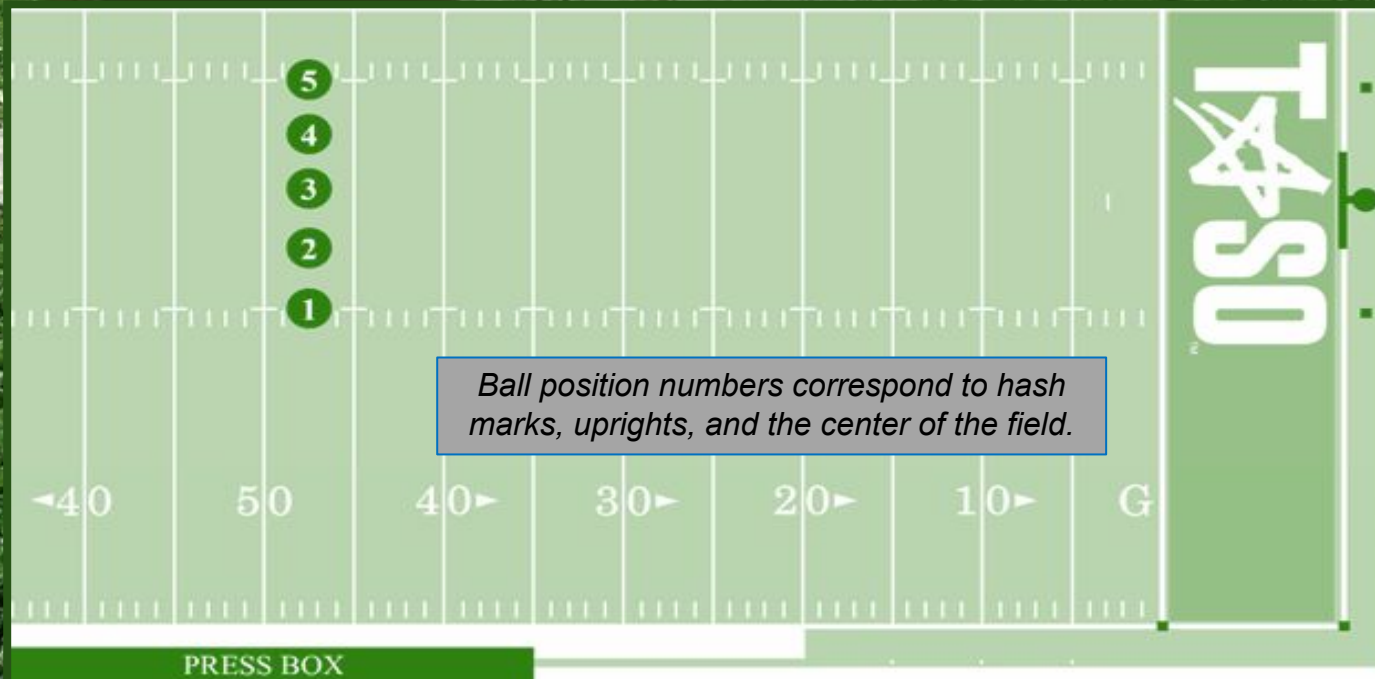 5
4
3
2
1
TASO
Ball position numbers correspond to hash
marks, uprights, and the center of the field.
◄40 50 40► 30► 20► 10► G
PRESS BOX